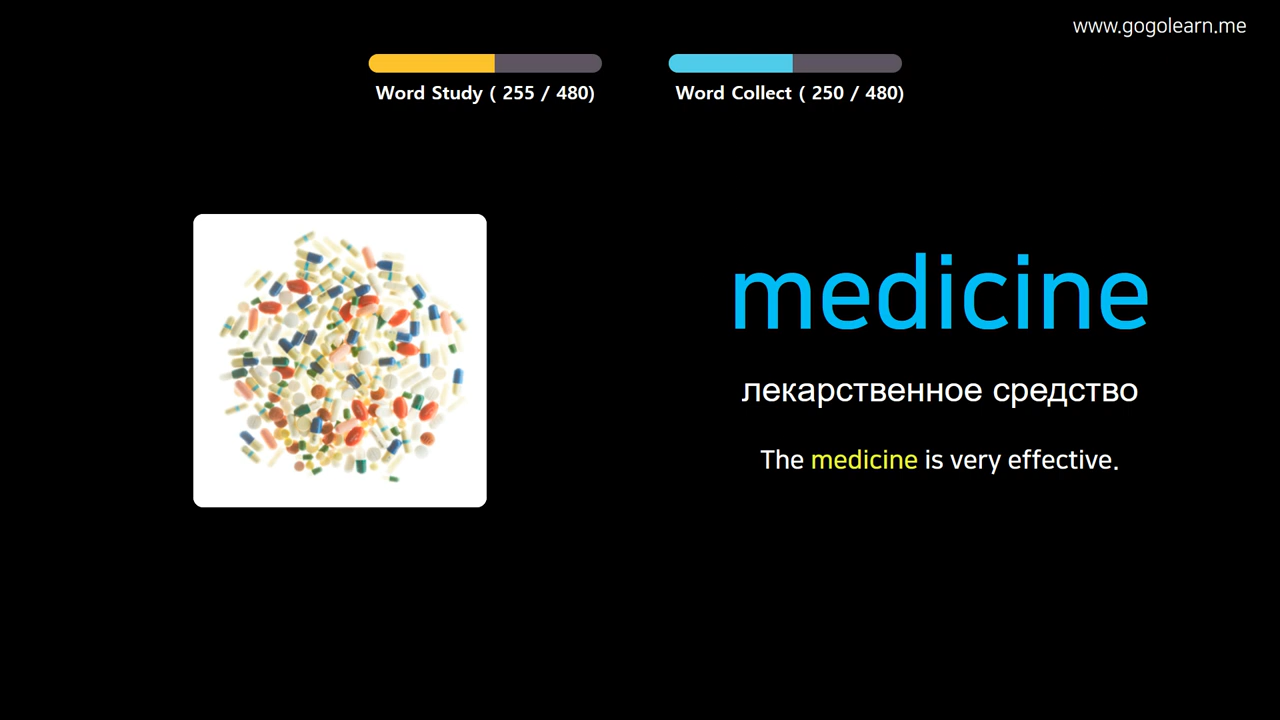 www.gogolearn.me
Word Study ( 255 / 480)
Word Collect ( 250 / 480)
medicine
лекарственное средство
The medicine is very effective.